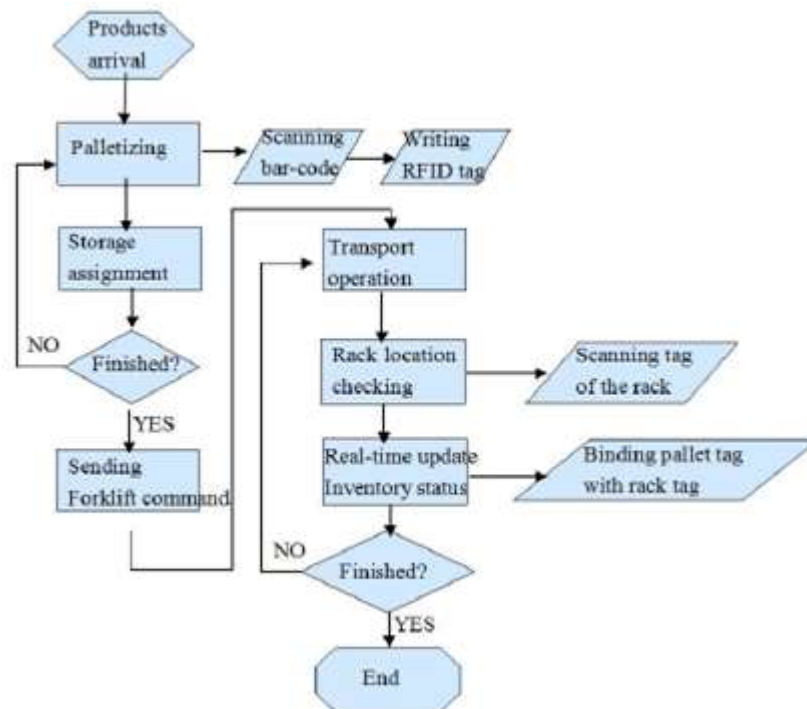 Products
arrival
Palletizing
Scanning
bar-code
Writing
RFID tag
Storage
assignment
NO
Finished?
YES
Sending
Forklift command
Transport
operation
Rack location
checking
Scanning tag
of the rack
Real-time update
Inventory status
Binding pallet tag
with rack tag
NO
Finished?
YES
End